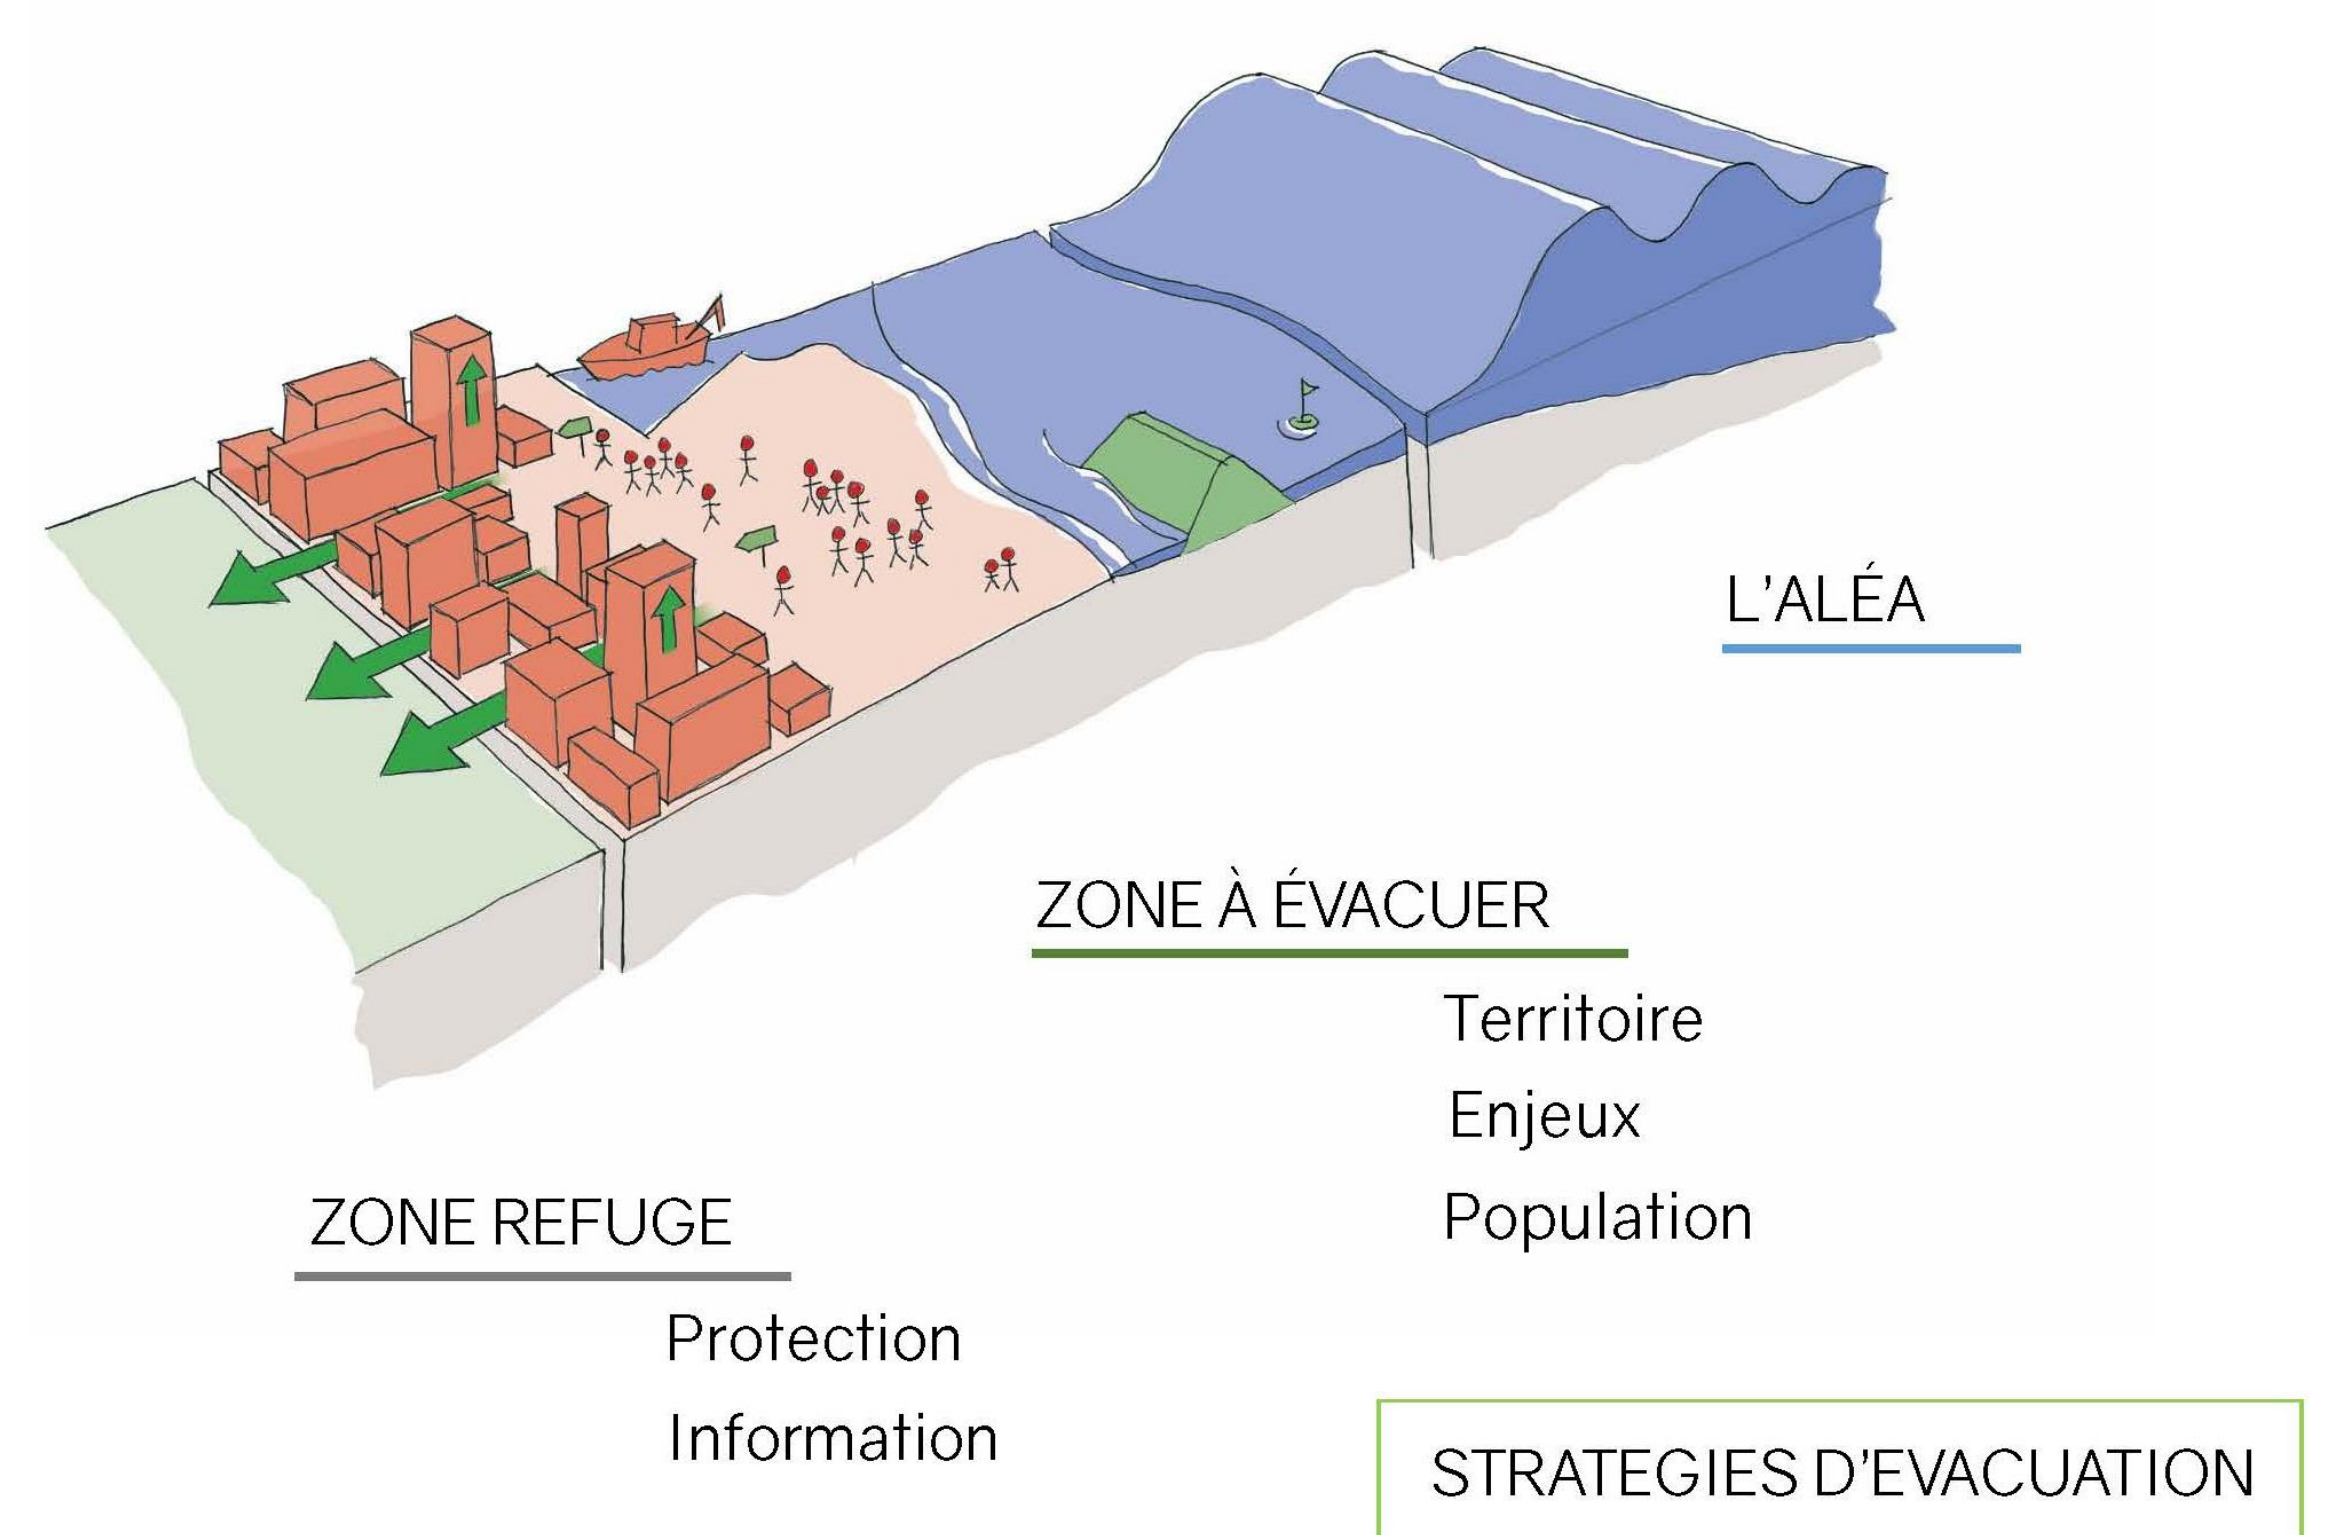 L'ALÉA
ZONE À ÉVACUER
Territoire
Enjeux
Population
ZONE REFUGE
Protection
Information
STRATEGIES D'EVACUATION